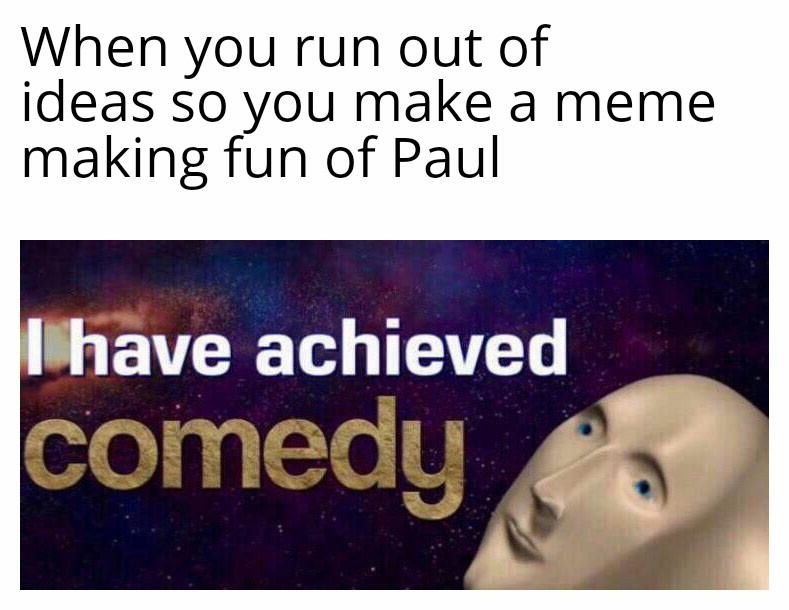 When you run out of
ideas so you make a meme
making fun of Paul
I have achieved
comedy